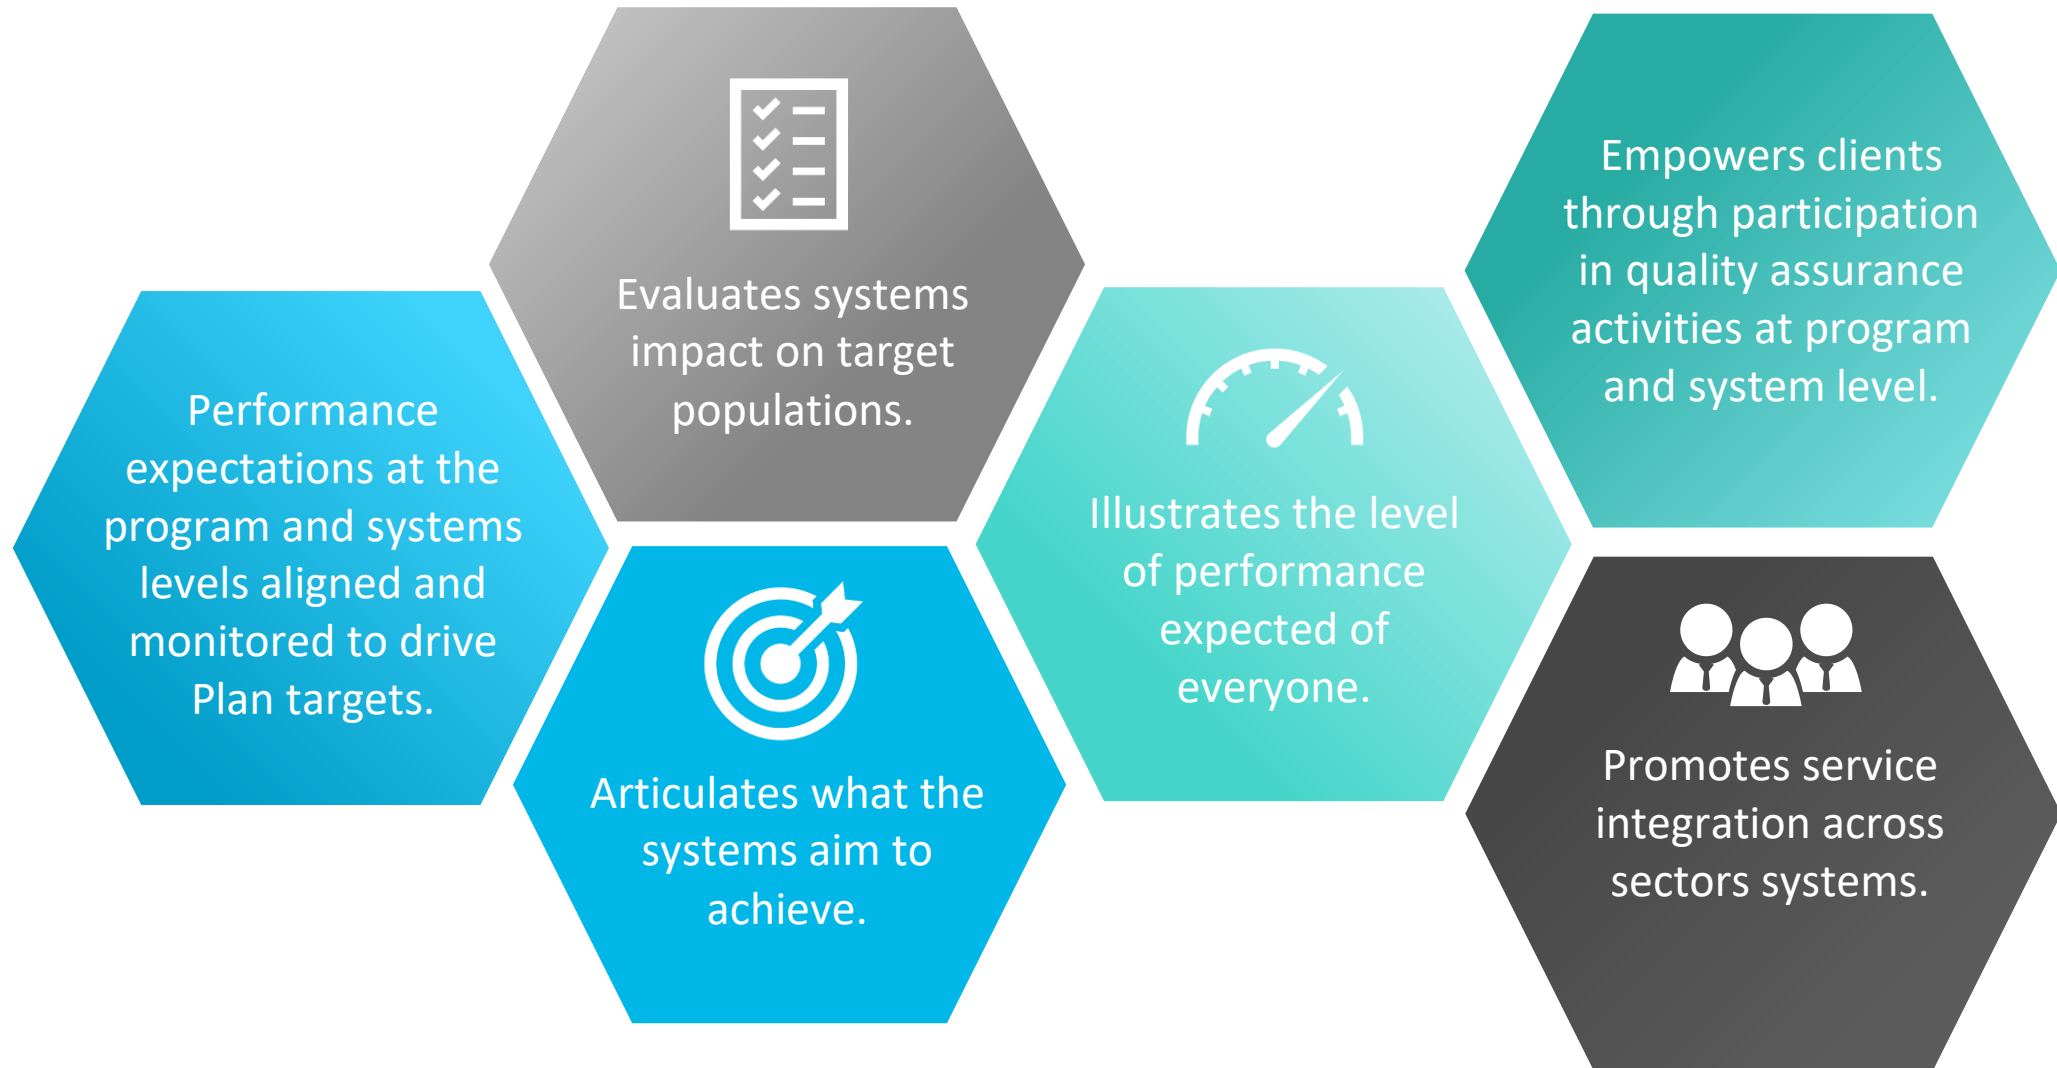 Performance
expectations at the
program and systems
levels aligned and
monitored to drive
Plan targets.
Evaluates systems
impact on target
populations.
Articulates what the
systems aim to
achieve.
Illustrates the level
of performance
expected of
everyone.
Empowers clients
through participation
in quality assurance
activities at program
and system level.
Promotes service
integration across
sectors systems.